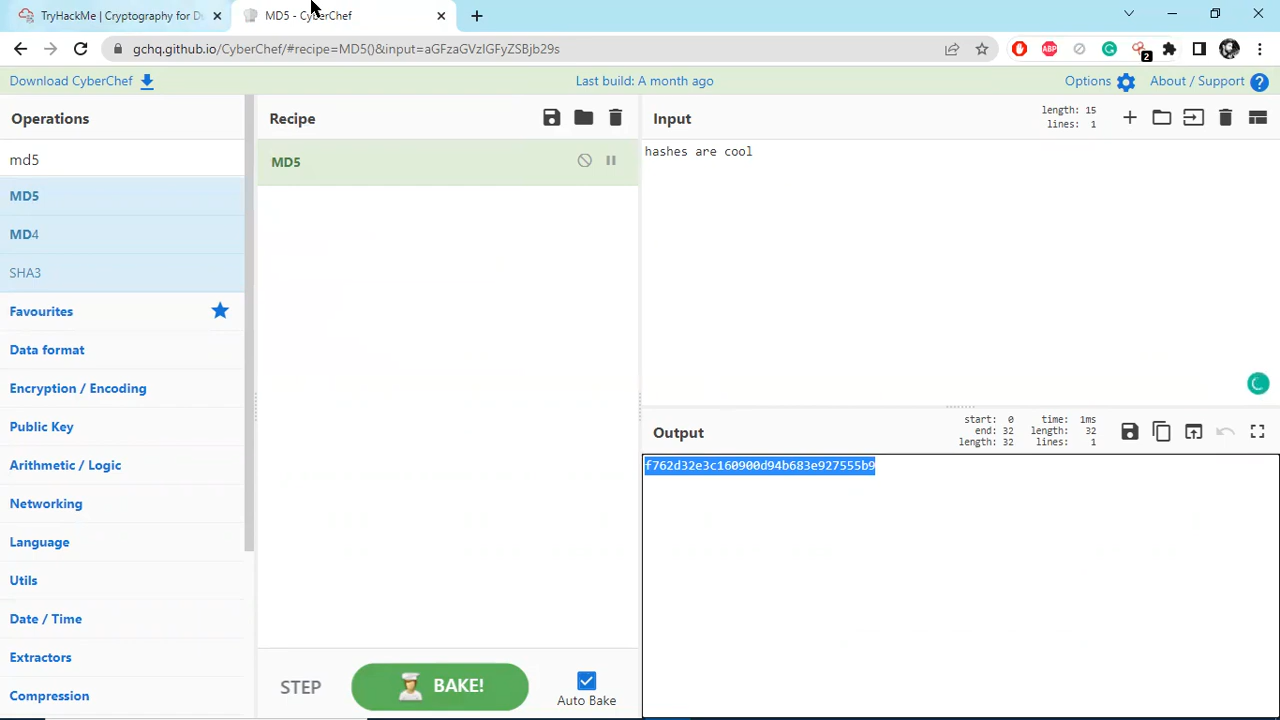 TryHackMe | Cryptography for D
MD5 - CyberChef
gchq.github.io/CyberChef/#recipe=MD5()&input=aGFzaGVzIGFyZSBjb29s
ABP
2
Download CyberChef
Last build: A month ago
Options
About / Support
Operations
md5
MD5
MD4
SHA3
Favourites
Data format
Encryption / Encoding
Public Key
Arithmetic / Logic
Networking
Language
Utils
Date / Time
Extractors
Compression
Recipe
MD5
STEP
BAKE!
Auto Bake
Input
length: 15
lines: 1
hashes are cool
Output
start: 0 time: 1ms
end: 32 length: 32
length: 32 lines: 1
f762d32e3c160900d94b683e927555b9